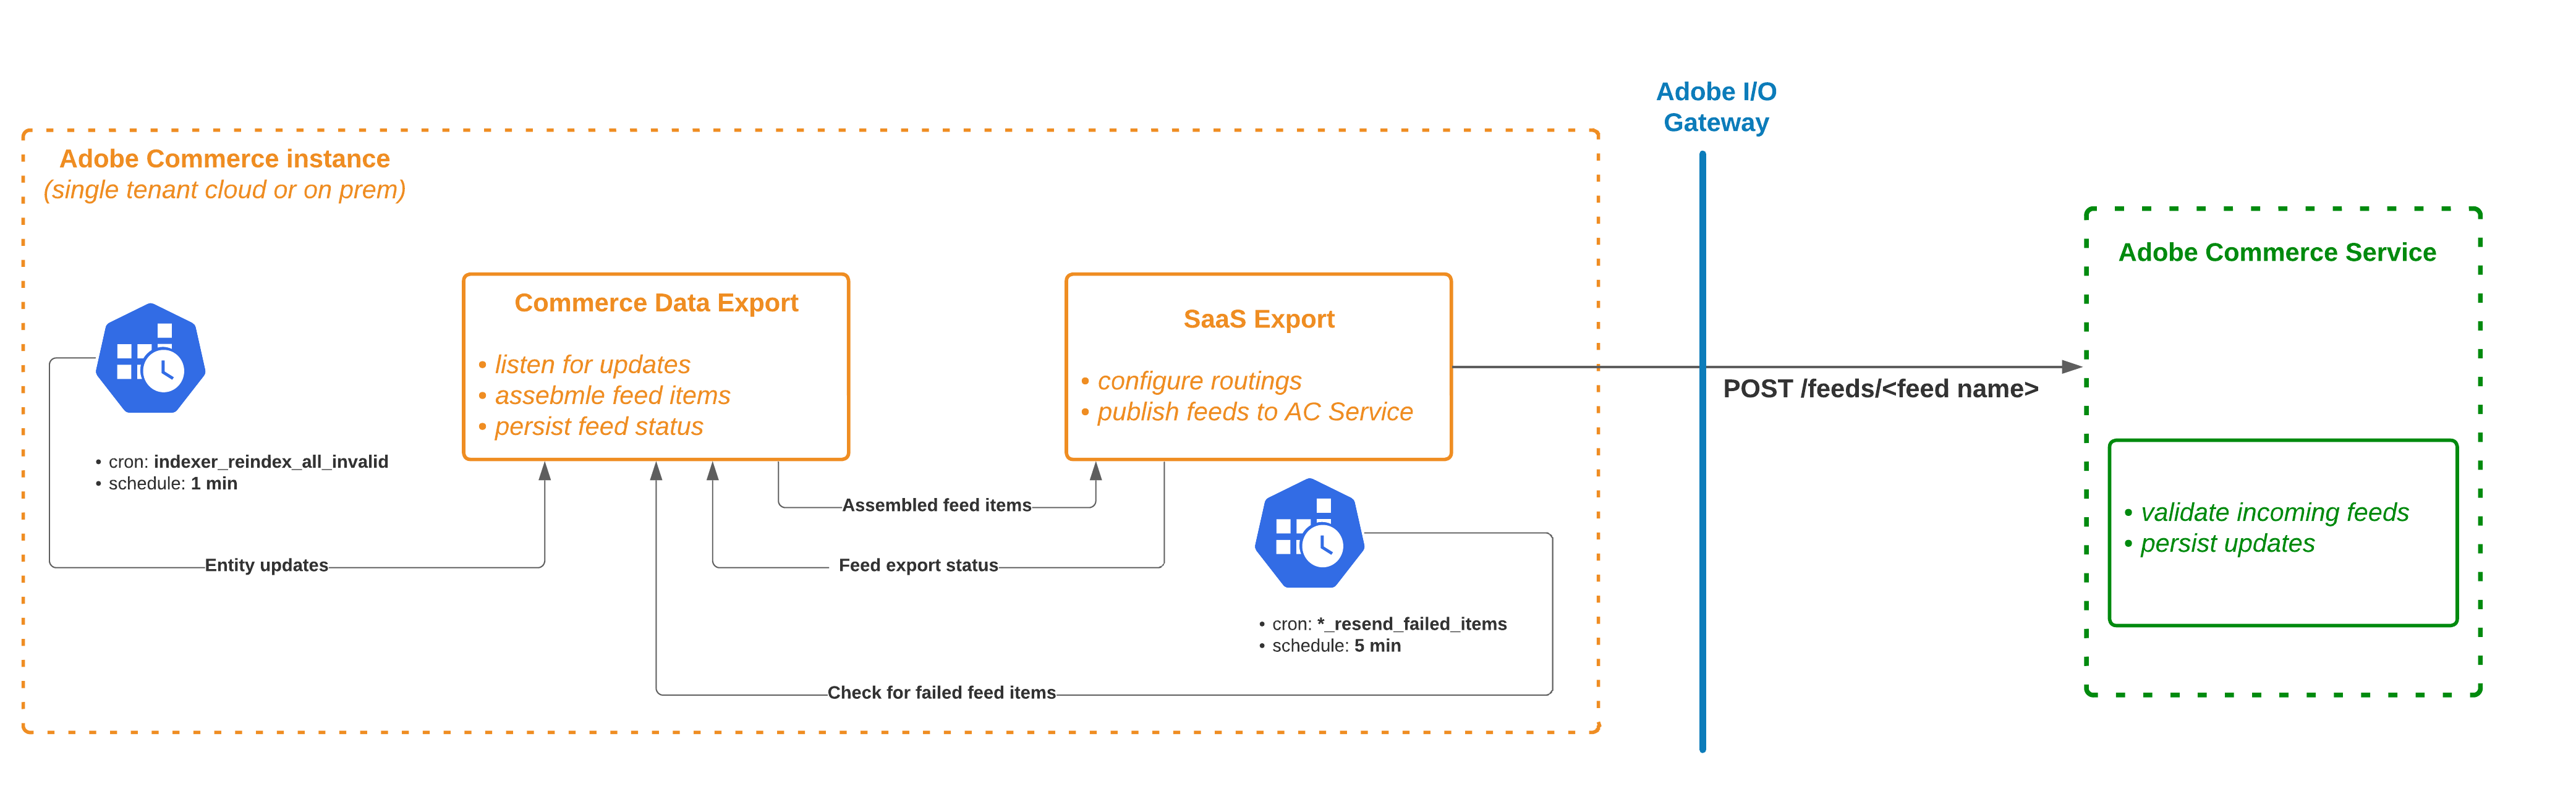 Adobe I/O
Gateway
Adobe Commerce instance
(single tenant cloud or on prem)
Adobe Commerce Service
Commerce Data Export
• listen for updates
• assebmle feed items
• persist feed status
SaaS Export
• configure routings
• publish feeds to AC Service
POST /feeds/<feed name>
• cron: indexer_reindex_all_invalid
• schedule: 1 min
Assembled feed items
• validate incoming feeds
• persist updates
Entity updates
Feed export status
• cron: *_resend_failed_items
• schedule: 5 min
Check for failed feed items